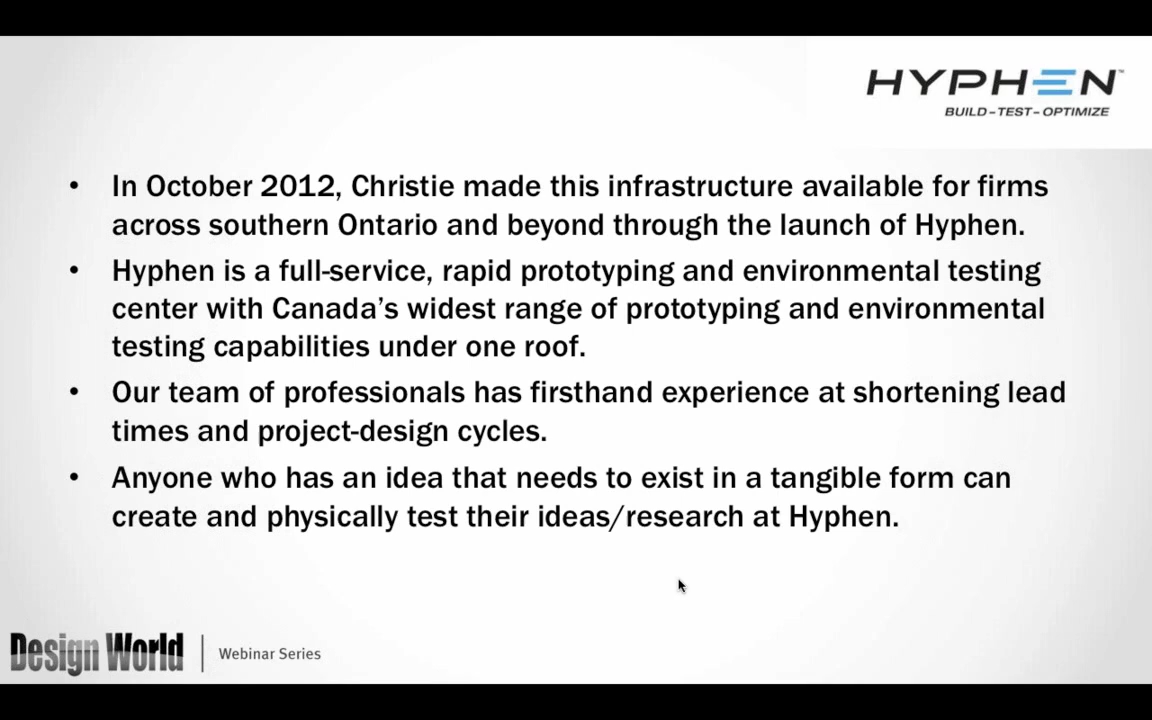 HYPHEN™
BUILD–TEST–OPTIMIZE
• In October 2012, Christie made this infrastructure available for firms
across southern Ontario and beyond through the launch of Hyphen.
• Hyphen is a full-service, rapid prototyping and environmental testing
center with Canada’s widest range of prototyping and environmental
testing capabilities under one roof.
• Our team of professionals has firsthand experience at shortening lead
times and project-design cycles.
• Anyone who has an idea that needs to exist in a tangible form can
create and physically test their ideas/research at Hyphen.
Design World | Webinar Series